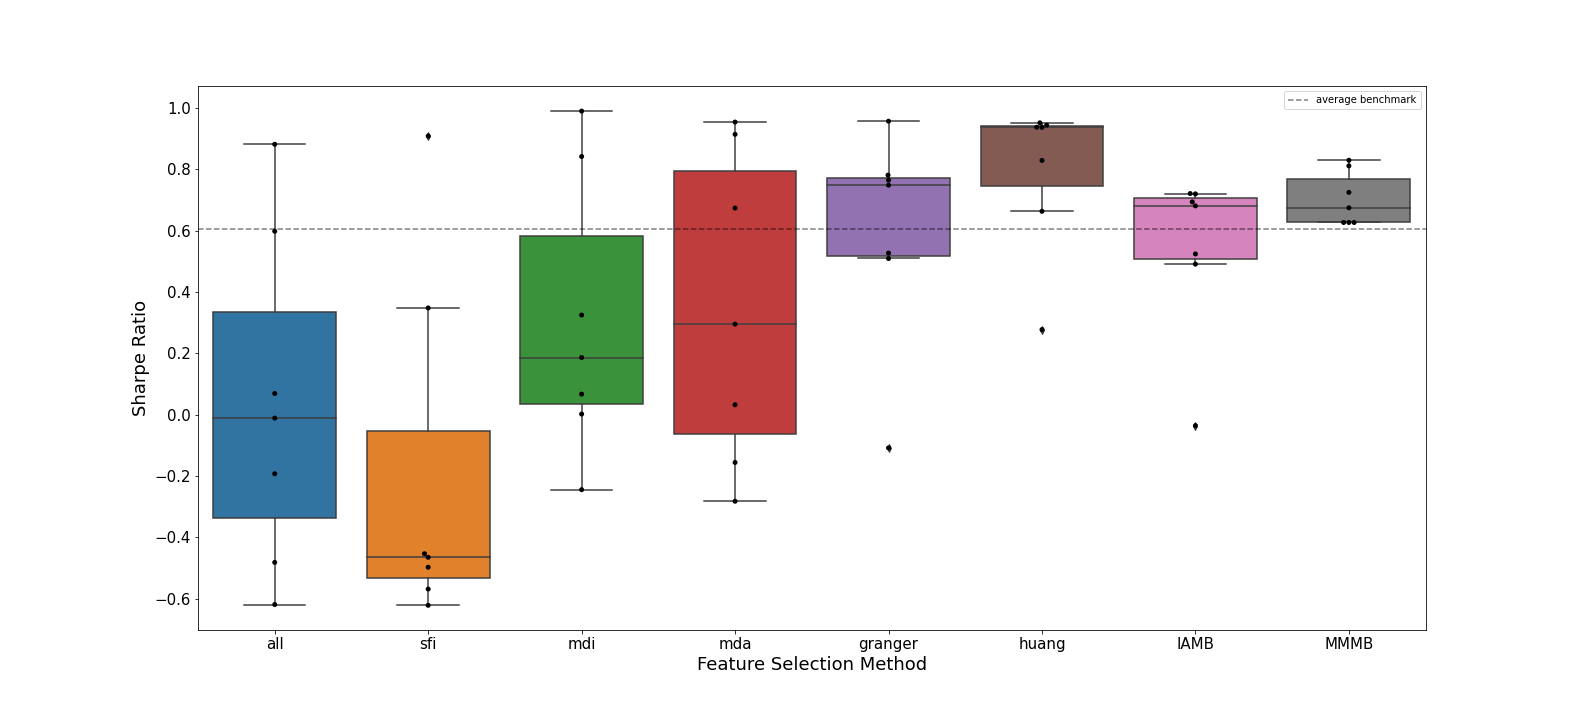 average benchmark
1.0
0.8
0.6
0.4
0.2
0.0
−0.2
−0.4
−0.6
Sharpe Ratio
all sfi mdi mda granger huang IAMB MMMB
Feature Selection Method